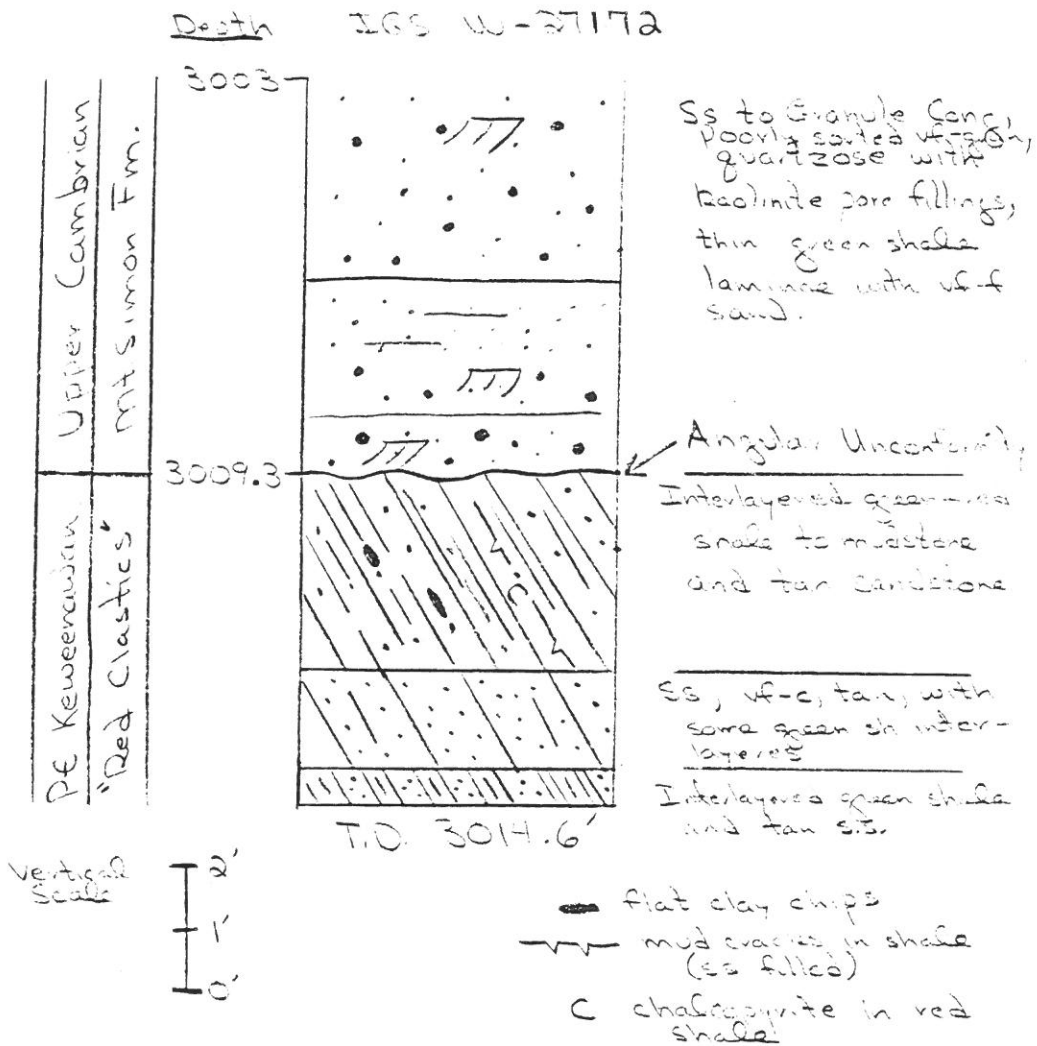 Depth IGS W-27172
3003
Upper Cambrian
Mt Simon Fm.
Ss to Granule Cong,
poorly sorted vf-gran,
quartzose with
kaolinite pore fillings,
thin green shale
laminae with vf-f
sand.
Angular Unconformity
3009.3
PЄ Keweenawan
"Red Clastics"
Interlayered green-red
shale to mudstone
and tan sandstone
C
Ss, vf-c, tan, with
some green sh inter-
layeres
Interlayered green shale
and tan s.s.
T.D. 3014.6'
Vertical
Scale
2'
1'
0'
flat clay chips
mud cracks in shale
(ss filled)
C chalcopyrite in red
shale